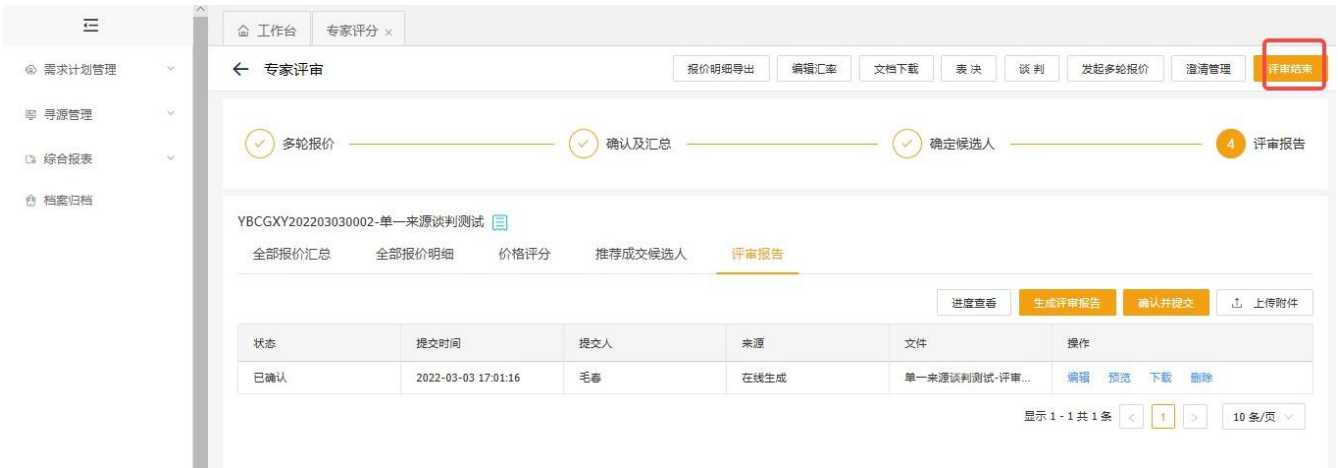 工作台 专家评分 ×
需求计划管理
专家评审 报价明细导出 编辑汇率 文档下载 表 决 谈 判 发起多轮报价 澄清管理 评审结束
寻源管理
多轮报价 确认及汇总 确定候选人 4 评审报告
综合报表
档案归档
YBCGXY202203030002-单一来源谈判测试
全部报价汇总 全部报价明细 价格评分 推荐成交候选人 评审报告
进度查看 生成评审报告 确认并提交 上传附件
状态 提交时间 提交人 来源 文件 操作
已确认 2022-03-03 17:01:16 毛春 在线生成 单一来源谈判测试-评审... 编辑 预览 下载 删除
显示 1 - 1 共 1 条 < 1 > 10 条/页